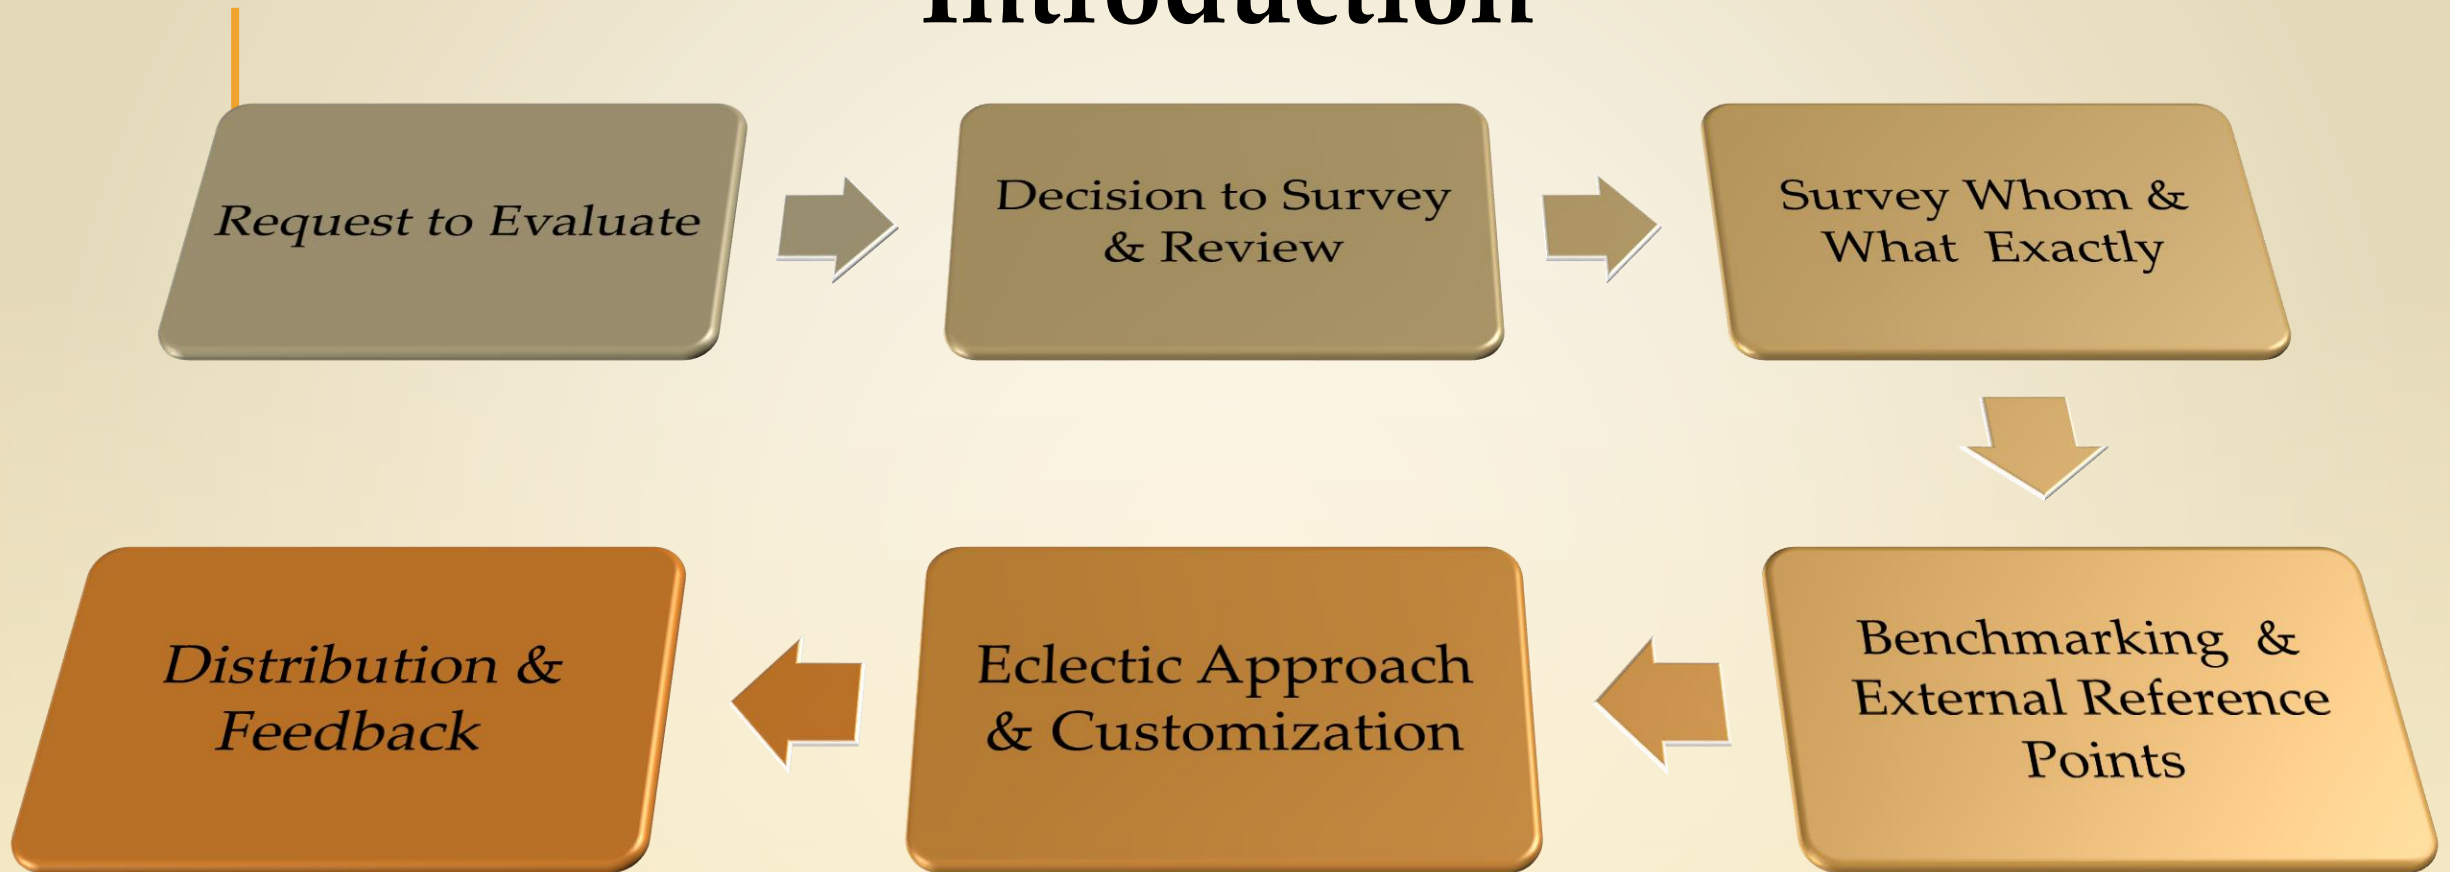 Introduction
Request to Evaluate
Decision to Survey
& Review
Survey Whom &
What Exactly
Benchmarking &
External Reference
Points
Eclectic Approach
& Customization
Distribution &
Feedback